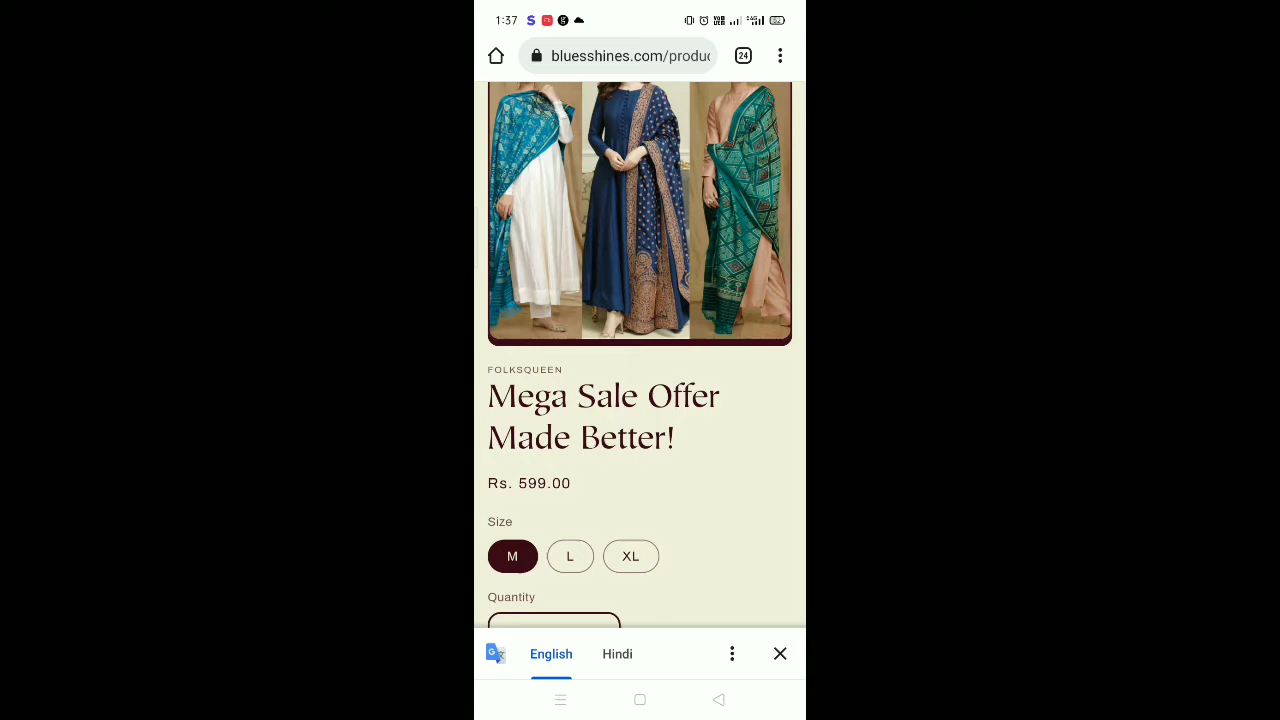 1:37
bluesshines.com/produc
24
FOLKSQUEEN
Mega Sale Offer
Made Better!
Rs. 599.00
Size
M L XL
Quantity
English Hindi